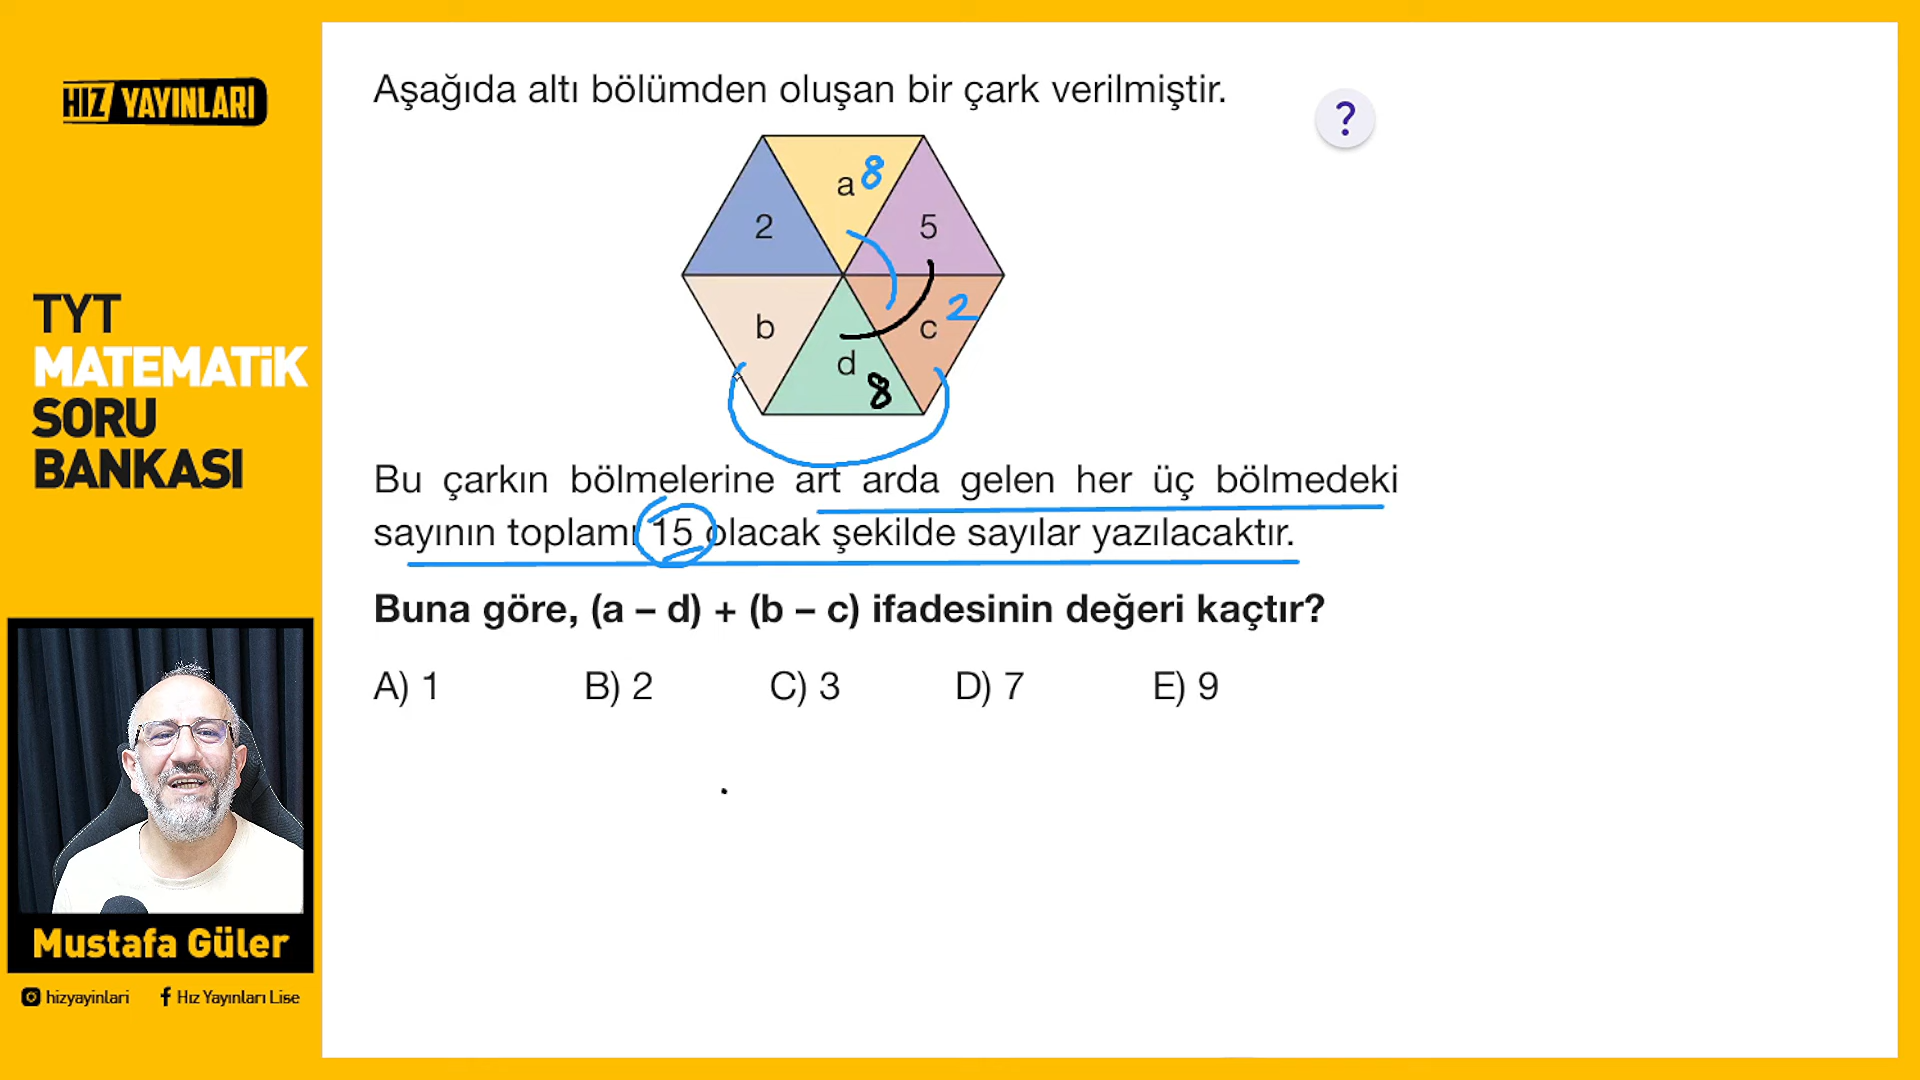 HIZ YAYINLARI
TYT
MATEMATİK
SORU
BANKASI
Mustafa Güler
hizyayinlari
Hız Yayınları Lise
Aşağıda altı bölümden oluşan bir çark verilmiştir.
?
a 8
2
5
b
c 2
d
8
Bu çarkın bölmelerine art arda gelen her üç bölmedeki
sayının toplamı 15 olacak şekilde sayılar yazılacaktır.
Buna göre, (a – d) + (b – c) ifadesinin değeri kaçtır?
A) 1 B) 2 C) 3 D) 7 E) 9